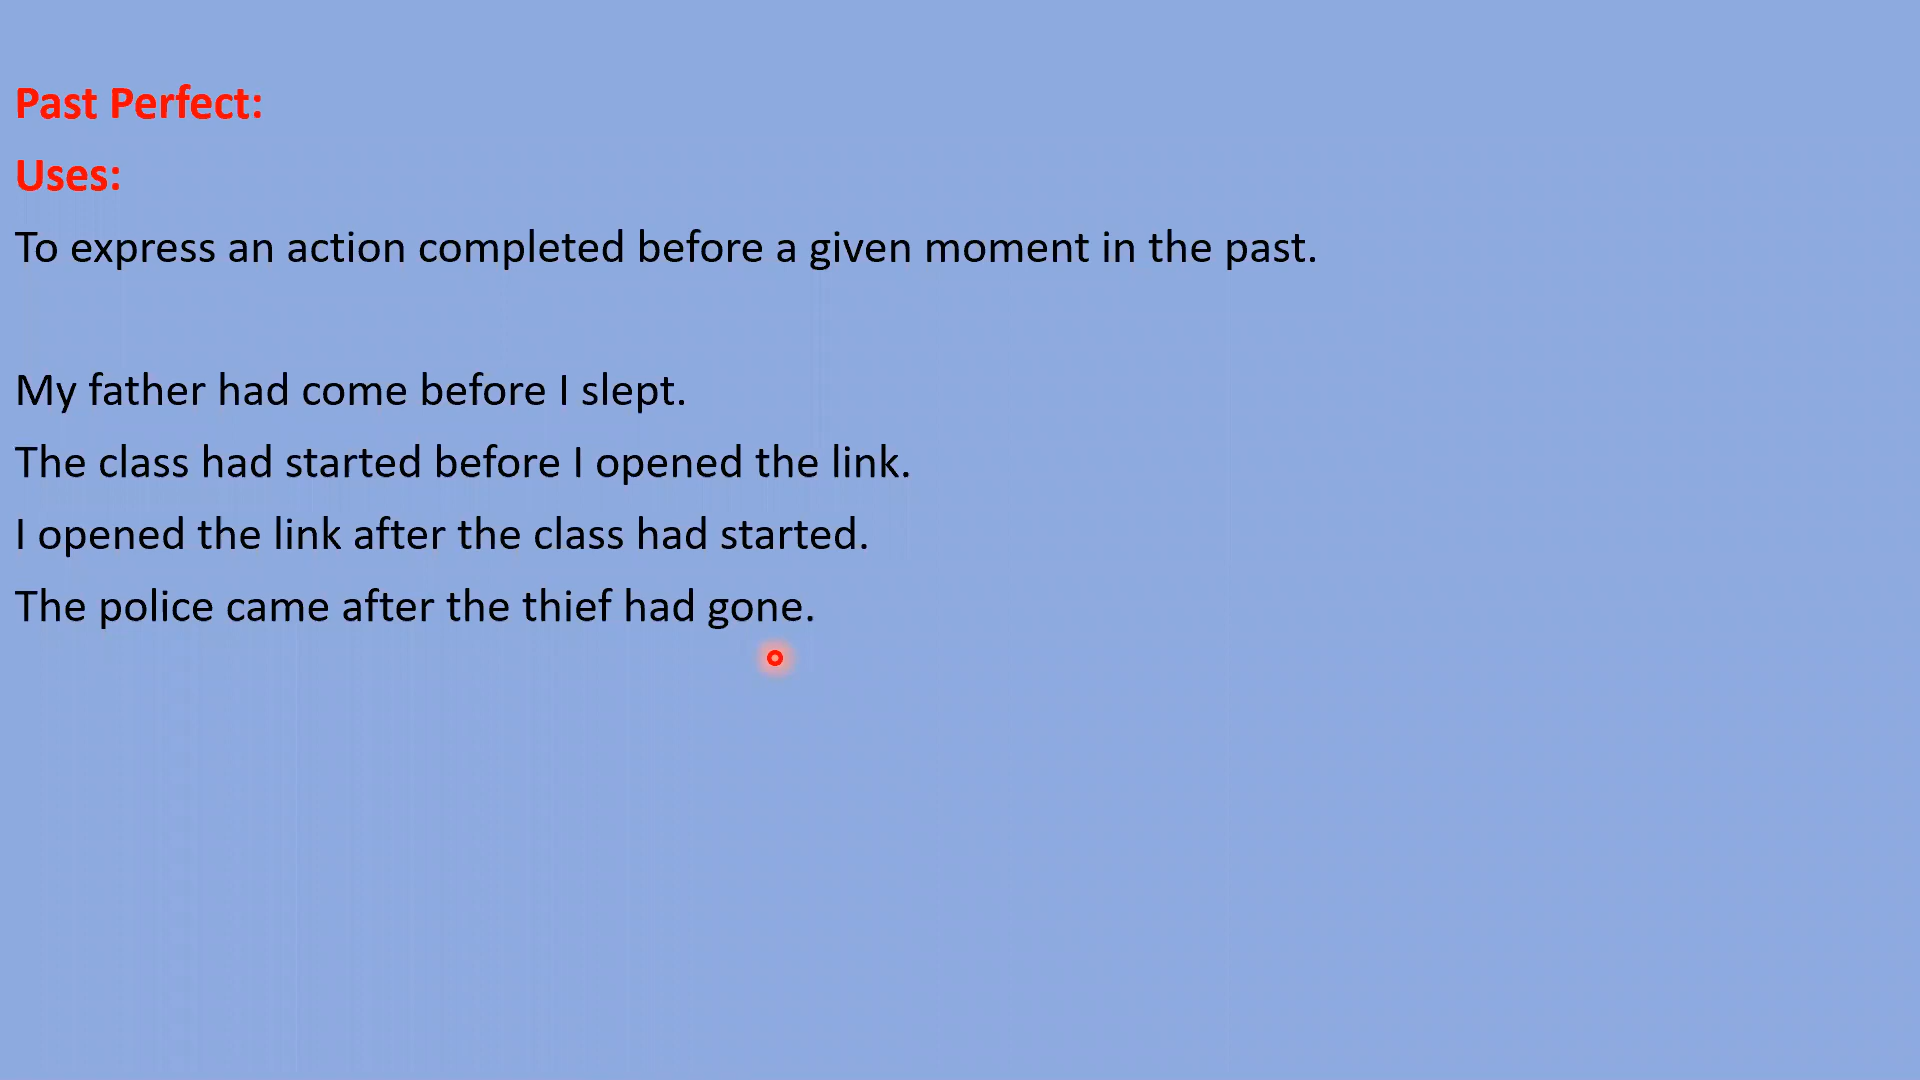 Past Perfect:
Uses:
To express an action completed before a given moment in the past.
My father had come before I slept.
The class had started before I opened the link.
I opened the link after the class had started.
The police came after the thief had gone.